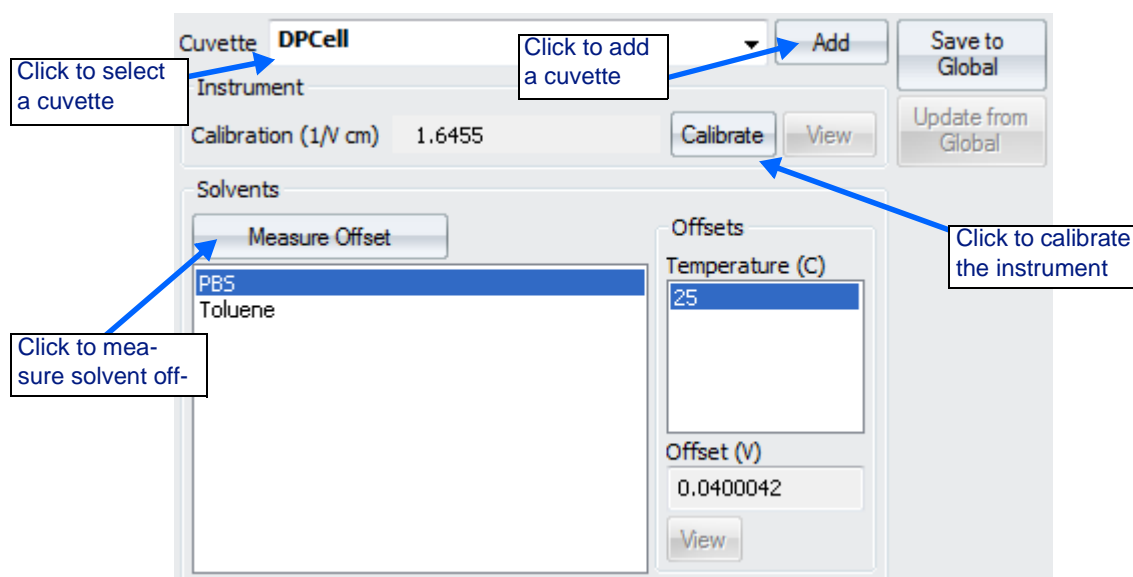 Cuvette DPCell
Add
Save to
Global
Click to add
a cuvette
Click to select
a cuvette
Instrument
Calibration (1/V cm) 1.6455
Calibrate
View
Update from
Global
Solvents
Measure Offset
PBS
Toluene
Offsets
Temperature (C)
25
Click to calibrate
the instrument
Click to mea-
sure solvent off-
Offset (V)
0.0400042
View